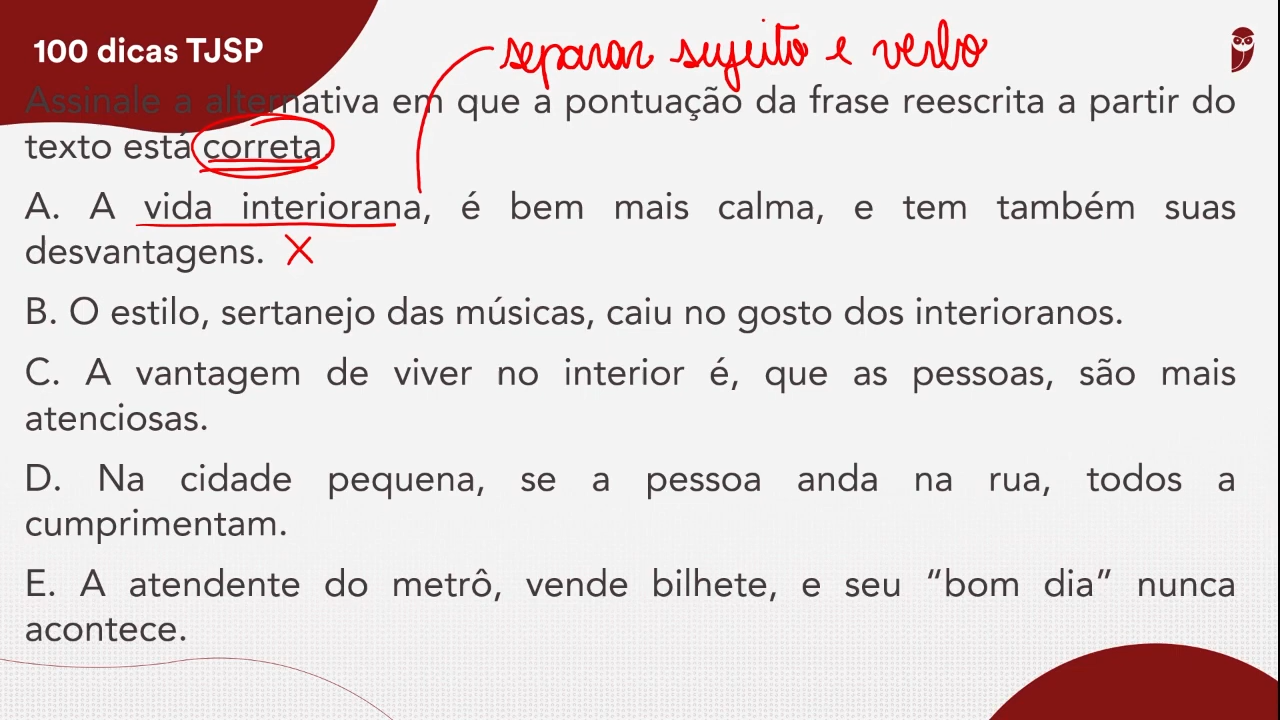 100 dicas TJSP
separar sujeito e verbo
Assinale a alternativa em que a pontuação da frase reescrita a partir do
texto está correta.
A. A vida interiorana, é bem mais calma, e tem também suas
desvantagens. X
B. O estilo, sertanejo das músicas, caiu no gosto dos interioranos.
C. A vantagem de viver no interior é, que as pessoas, são mais
atenciosas.
D. Na cidade pequena, se a pessoa anda na rua, todos a
cumprimentam.
E. A atendente do metrô, vende bilhete, e seu “bom dia” nunca
acontece.